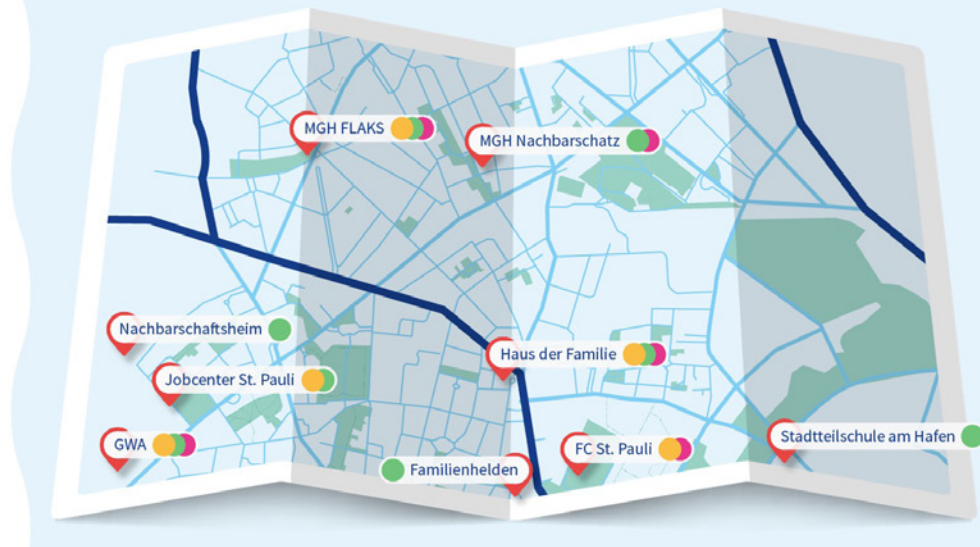 MGH FLAKS
MGH Nachbarschatz
Nachbarschaftsheim
Haus der Familie
Jobcenter St. Pauli
GWA
FC St. Pauli
Stadtteilschule am Hafen
Familienhelden